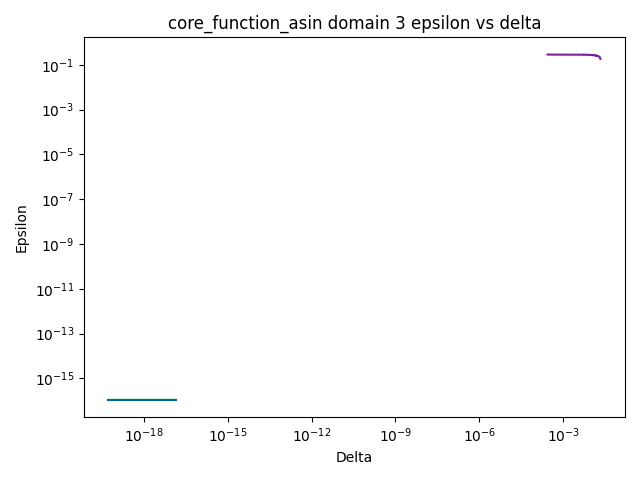 core_function_asin domain 3 epsilon vs delta
10⁻¹
10⁻³
10⁻⁵
10⁻⁷
10⁻⁹
10⁻¹¹
10⁻¹³
10⁻¹⁵
Epsilon
10⁻¹⁸ 10⁻¹⁵ 10⁻¹² 10⁻⁹ 10⁻⁶ 10⁻³
Delta